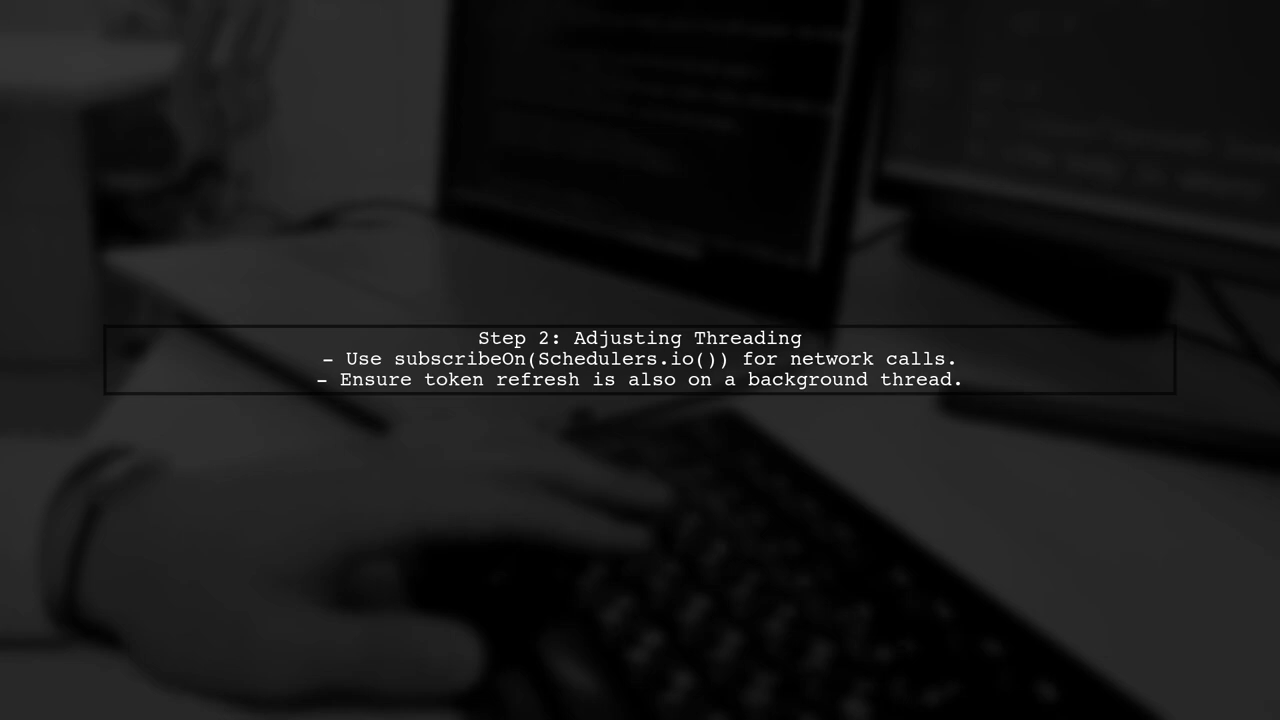 Step 2: Adjusting Threading
- Use subscribeOn(Schedulers.io()) for network calls.
- Ensure token refresh is also on a background thread.